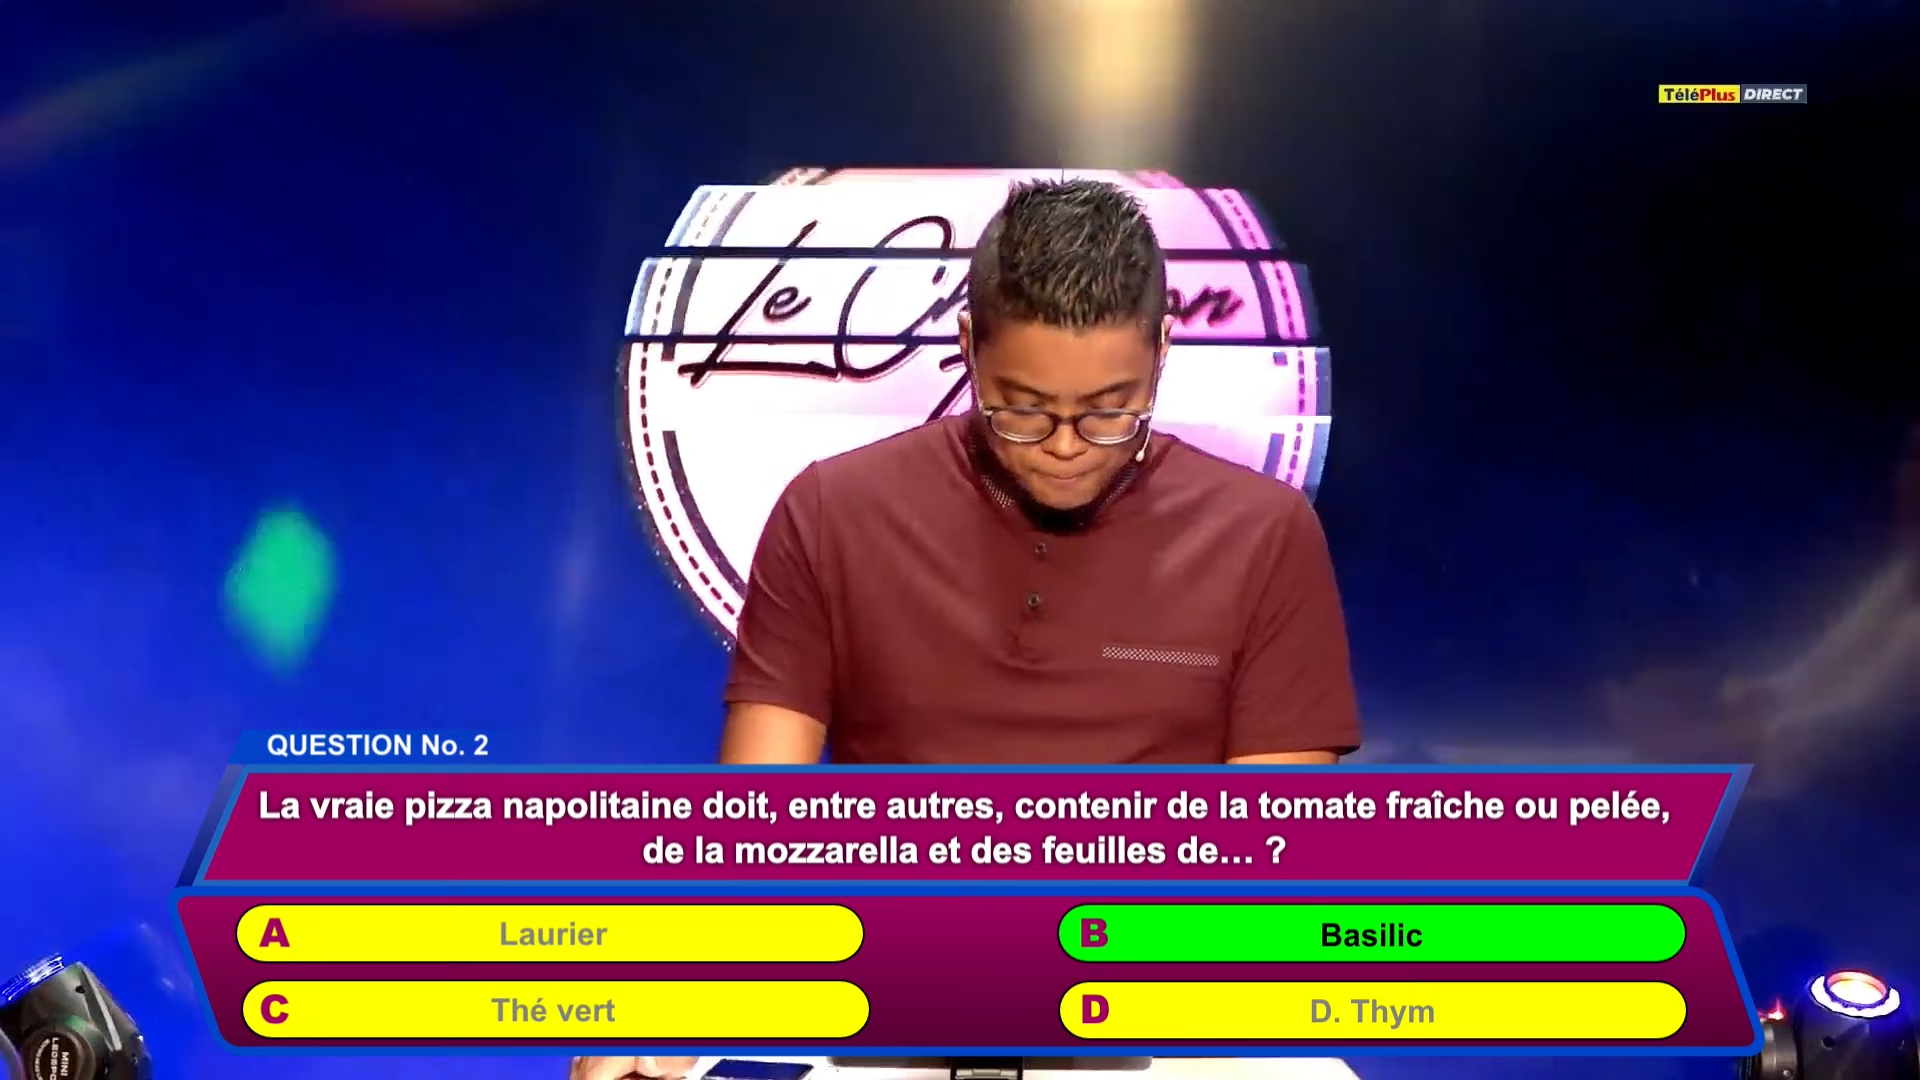 TéléPlus DIRECT
Le
QUESTION No. 2
La vraie pizza napolitaine doit, entre autres, contenir de la tomate fraîche ou pelée,
de la mozzarella et des feuilles de... ?
A Laurier
B Basilic
C Thé vert
D D. Thym